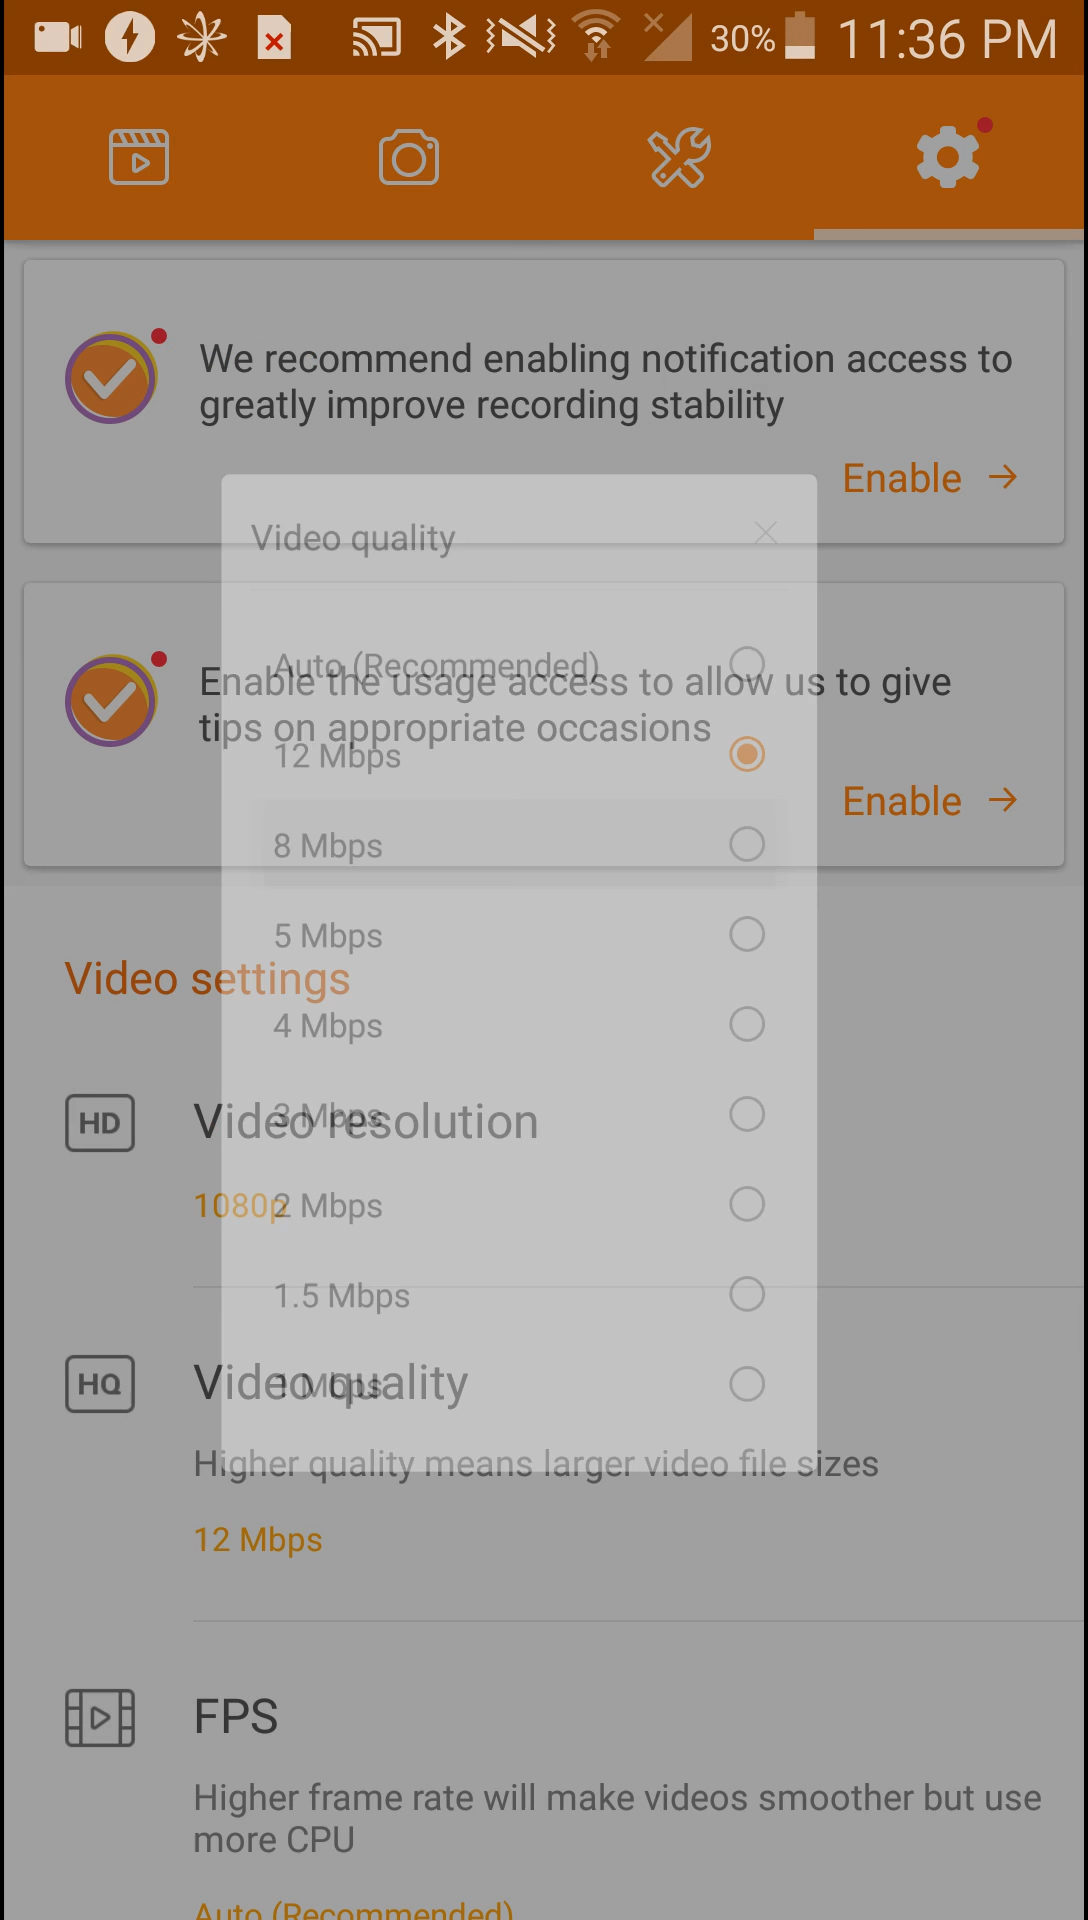 30% 11:36 PM
We recommend enabling notification access to
greatly improve recording stability
Enable
Video quality
Auto (Recommended)
Enable the usage access to allow us to give
tips on appropriate occasions
12 Mbps
Enable
8 Mbps
5 Mbps
Video settings
4 Mbps
3 Mbps
HD Video resolution
1080p
2 Mbps
1.5 Mbps
1 Mbps
HQ Video quality
Higher quality means larger video file sizes
12 Mbps
FPS
Higher frame rate will make videos smoother but use
more CPU
Auto (Recommended)